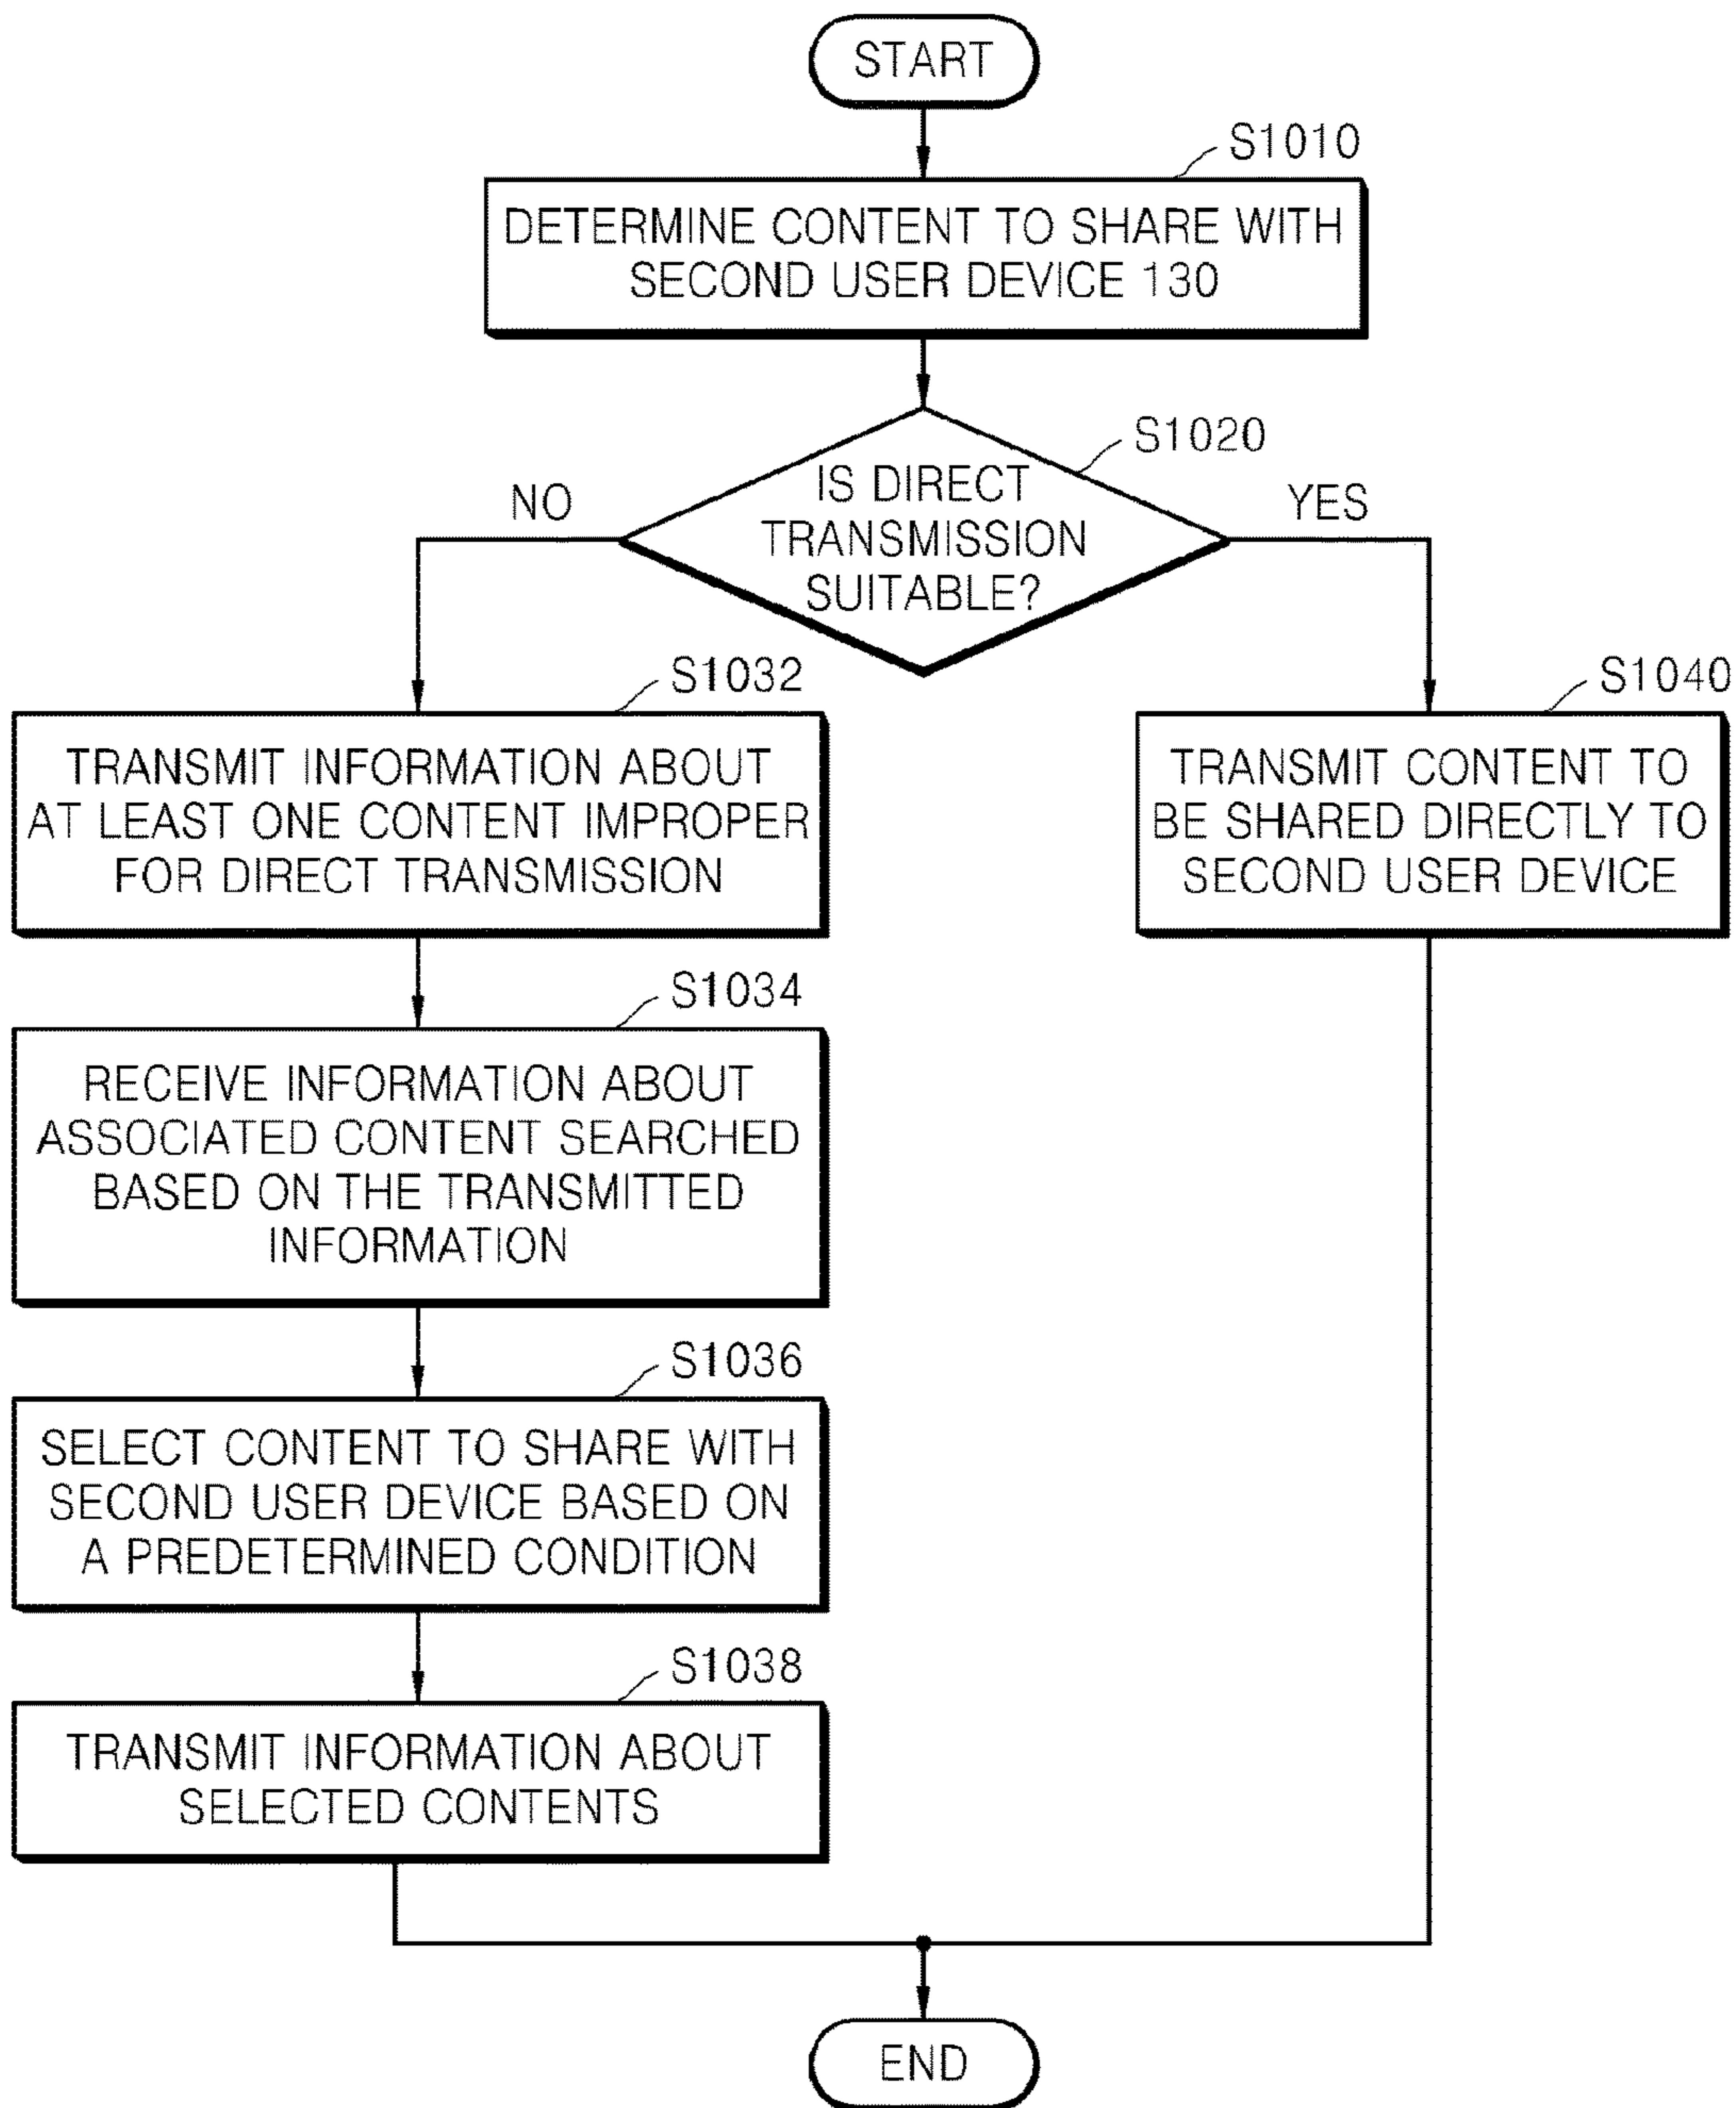 START
S1010
DETERMINE CONTENT TO SHARE WITH
SECOND USER DEVICE 130
S1020
IS DIRECT
TRANSMISSION
SUITABLE?
NO
YES
S1032
TRANSMIT INFORMATION ABOUT
AT LEAST ONE CONTENT IMPROPER
FOR DIRECT TRANSMISSION
S1040
TRANSMIT CONTENT TO
BE SHARED DIRECTLY TO
SECOND USER DEVICE
S1034
RECEIVE INFORMATION ABOUT
ASSOCIATED CONTENT SEARCHED
BASED ON THE TRANSMITTED
INFORMATION
S1036
SELECT CONTENT TO SHARE WITH
SECOND USER DEVICE BASED ON
A PREDETERMINED CONDITION
S1038
TRANSMIT INFORMATION ABOUT
SELECTED CONTENTS
END